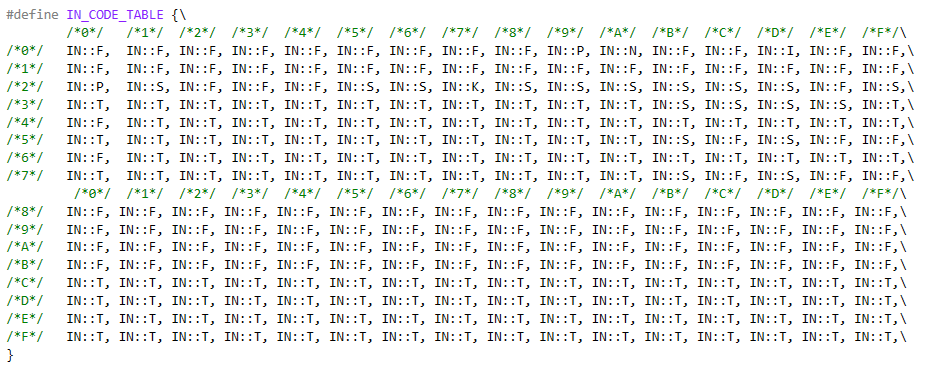 #define IN_CODE_TABLE {\
/*0*/ /*1*/ /*2*/ /*3*/ /*4*/ /*5*/ /*6*/ /*7*/ /*8*/ /*9*/ /*A*/ /*B*/ /*C*/ /*D*/ /*E*/ /*F*/\
/*0*/ IN::F, IN::F, IN::F, IN::F, IN::F, IN::F, IN::F, IN::F, IN::F, IN::P, IN::N, IN::F, IN::F, IN::I, IN::F, IN::F,\
/*1*/ IN::F, IN::F, IN::F, IN::F, IN::F, IN::F, IN::F, IN::F, IN::F, IN::F, IN::F, IN::F, IN::F, IN::F, IN::F, IN::F,\
/*2*/ IN::P, IN::S, IN::F, IN::F, IN::F, IN::S, IN::S, IN::K, IN::S, IN::S, IN::S, IN::S, IN::S, IN::S, IN::F, IN::S,\
/*3*/ IN::T, IN::T, IN::T, IN::T, IN::T, IN::T, IN::T, IN::T, IN::T, IN::T, IN::T, IN::S, IN::S, IN::S, IN::S, IN::T,\
/*4*/ IN::F, IN::T, IN::T, IN::T, IN::T, IN::T, IN::T, IN::T, IN::T, IN::T, IN::T, IN::T, IN::T, IN::T, IN::T, IN::T,\
/*5*/ IN::T, IN::T, IN::T, IN::T, IN::T, IN::T, IN::T, IN::T, IN::T, IN::T, IN::T, IN::S, IN::F, IN::S, IN::F, IN::F,\
/*6*/ IN::F, IN::T, IN::T, IN::T, IN::T, IN::T, IN::T, IN::T, IN::T, IN::T, IN::T, IN::T, IN::T, IN::T, IN::T, IN::T,\
/*7*/ IN::T, IN::T, IN::T, IN::T, IN::T, IN::T, IN::T, IN::T, IN::T, IN::T, IN::T, IN::S, IN::F, IN::S, IN::F, IN::F,\
/*0*/ /*1*/ /*2*/ /*3*/ /*4*/ /*5*/ /*6*/ /*7*/ /*8*/ /*9*/ /*A*/ /*B*/ /*C*/ /*D*/ /*E*/ /*F*/\
/*8*/ IN::F, IN::F, IN::F, IN::F, IN::F, IN::F, IN::F, IN::F, IN::F, IN::F, IN::F, IN::F, IN::F, IN::F, IN::F, IN::F,\
/*9*/ IN::F, IN::F, IN::F, IN::F, IN::F, IN::F, IN::F, IN::F, IN::F, IN::F, IN::F, IN::F, IN::F, IN::F, IN::F, IN::F,\
/*A*/ IN::F, IN::F, IN::F, IN::F, IN::F, IN::F, IN::F, IN::F, IN::F, IN::F, IN::F, IN::F, IN::F, IN::F, IN::F, IN::F,\
/*B*/ IN::F, IN::F, IN::F, IN::F, IN::F, IN::F, IN::F, IN::F, IN::F, IN::F, IN::F, IN::F, IN::F, IN::F, IN::F, IN::F,\
/*C*/ IN::T, IN::T, IN::T, IN::T, IN::T, IN::T, IN::T, IN::T, IN::T, IN::T, IN::T, IN::T, IN::T, IN::T, IN::T, IN::T,\
/*D*/ IN::T, IN::T, IN::T, IN::T, IN::T, IN::T, IN::T, IN::T, IN::T, IN::T, IN::T, IN::T, IN::T, IN::T, IN::T, IN::T,\
/*E*/ IN::T, IN::T, IN::T, IN::T, IN::T, IN::T, IN::T, IN::T, IN::T, IN::T, IN::T, IN::T, IN::T, IN::T, IN::T, IN::T,\
/*F*/ IN::T, IN::T, IN::T, IN::T, IN::T, IN::T, IN::T, IN::T, IN::T, IN::T, IN::T, IN::T, IN::T, IN::T, IN::T, IN::T,\
}